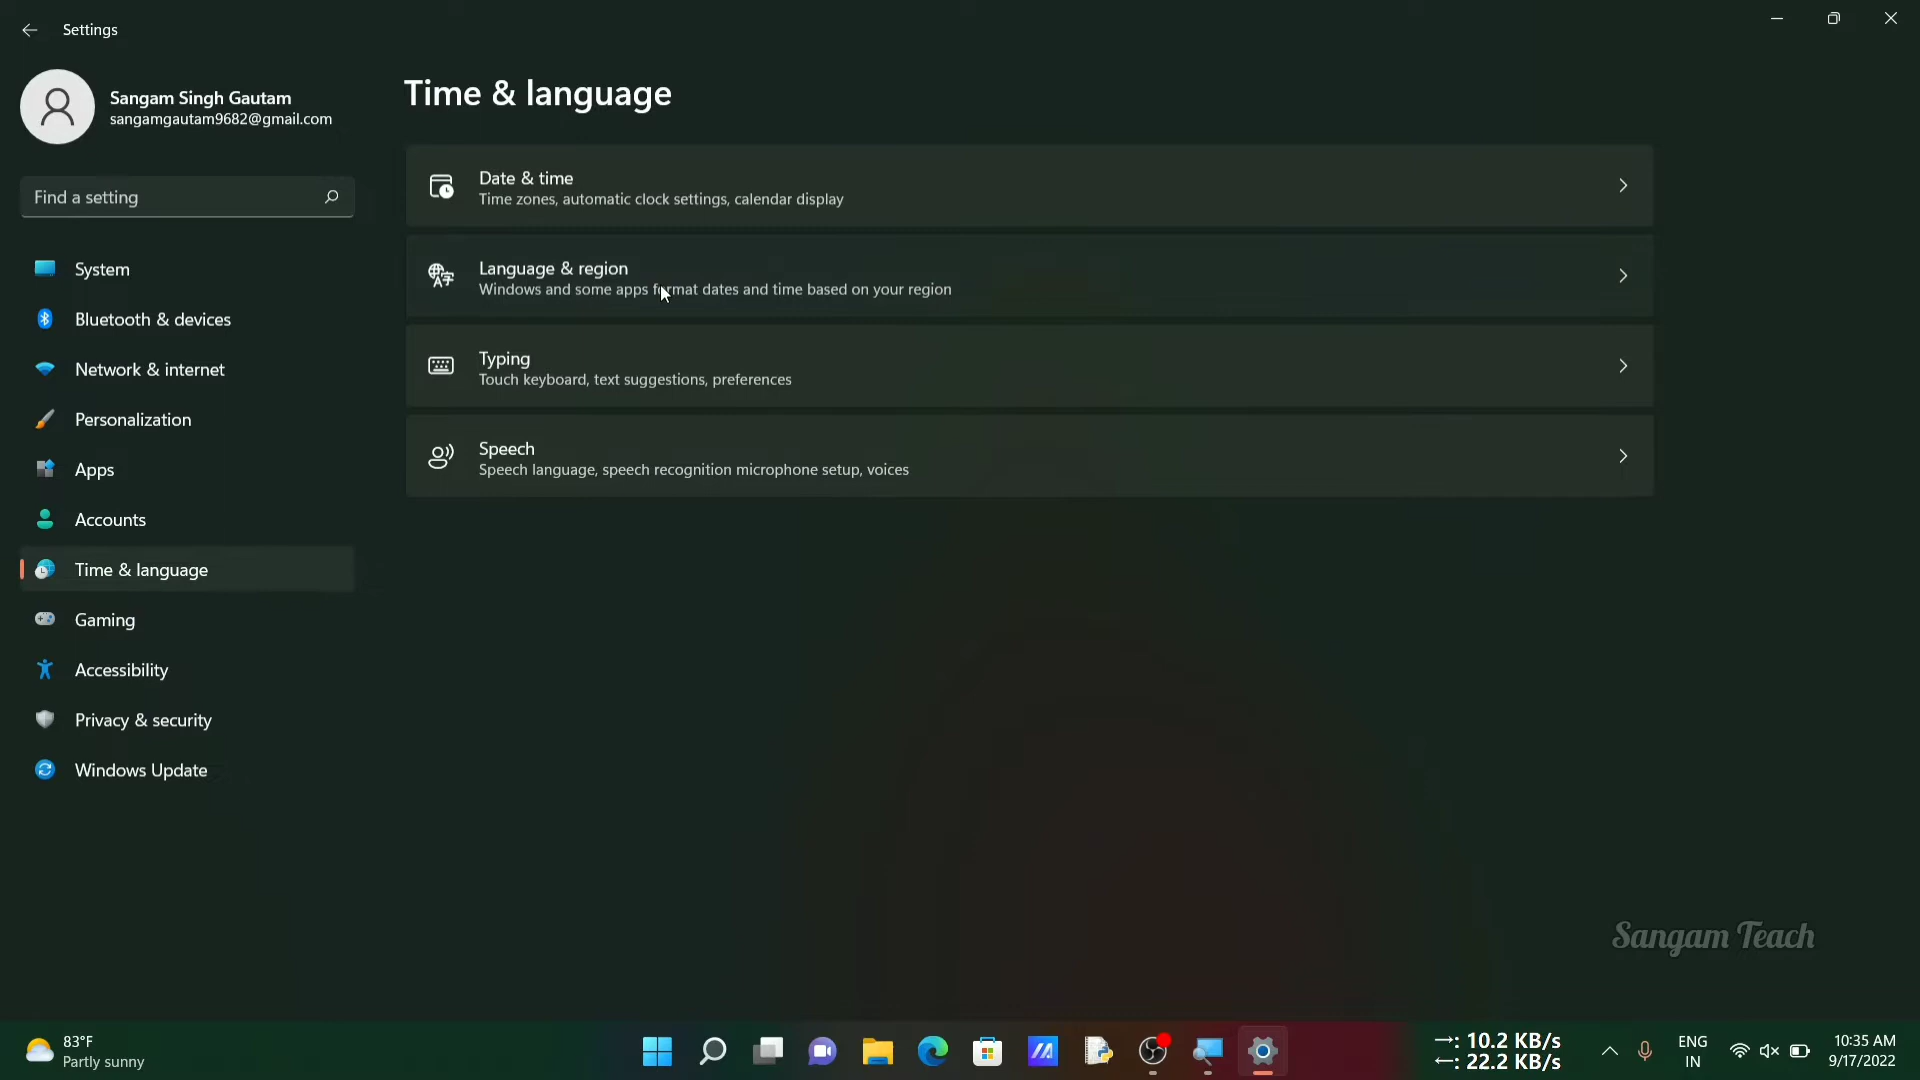 Settings
Sangam Singh Gautam
sangamgautam9682@gmail.com
Find a setting
System
Bluetooth & devices
Network & internet
Personalization
Apps
Accounts
Time & language
Gaming
Accessibility
Privacy & security
Windows Update
Time & language
Date & time
Time zones, automatic clock settings, calendar display
Language & region
Windows and some apps format dates and time based on your region
Typing
Touch keyboard, text suggestions, preferences
Speech
Speech language, speech recognition microphone setup, voices
Sangam Teach
83°F
Partly sunny
10.2 KB/s
22.2 KB/s
ENG
IN
10:35 AM
9/17/2022